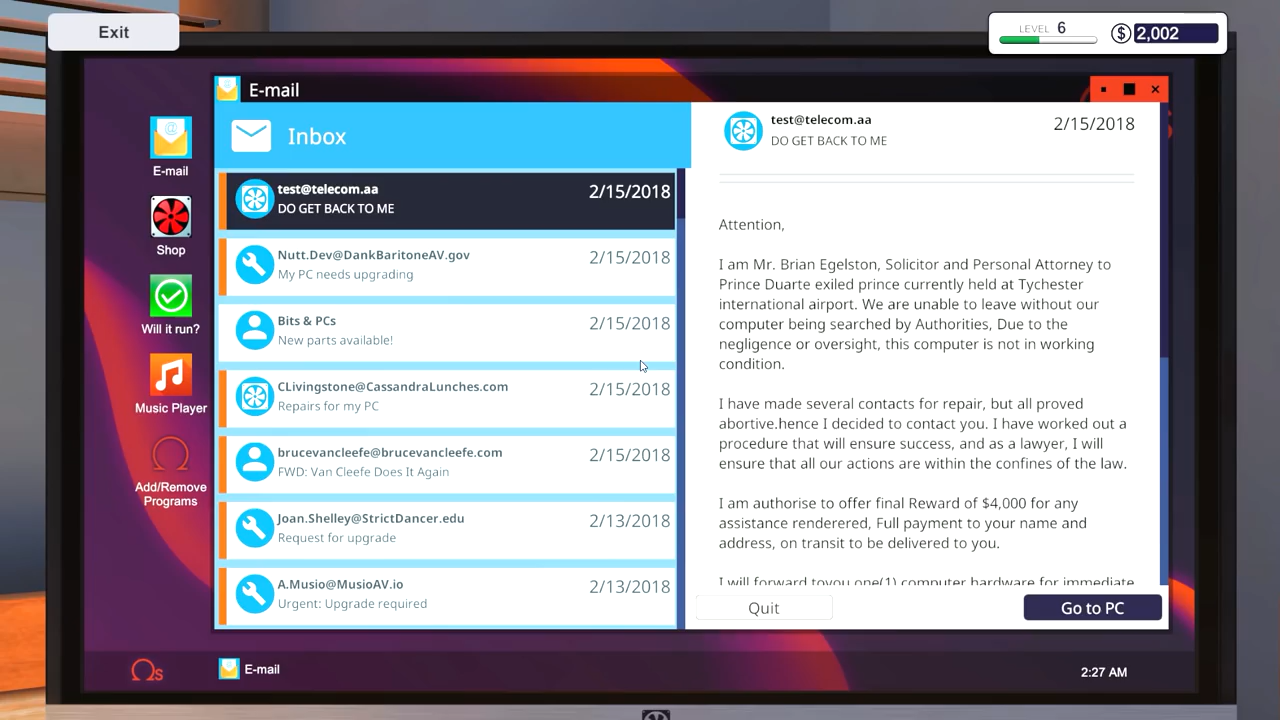 Exit
LEVEL 6
$ 2,002
E-mail
Inbox
test@telecom.aa
DO GET BACK TO ME
2/15/2018
Nutt.Dev@DankBaritoneAV.gov
My PC needs upgrading
2/15/2018
Bits & PCs
New parts available!
2/15/2018
CLivingstone@CassandraLunches.com
Repairs for my PC
2/15/2018
brucevancleefe@brucevancleefe.com
FWD: Van Cleefe Does It Again
2/15/2018
Joan.Shelley@StrictDancer.edu
Request for upgrade
2/13/2018
A.Musio@MusioAV.io
Urgent: Upgrade required
2/13/2018
test@telecom.aa
DO GET BACK TO ME
2/15/2018
Attention,
I am Mr. Brian Egelston, Solicitor and Personal Attorney to
Prince Duarte exiled prince currently held at Tychester
international airport. We are unable to leave without our
computer being searched by Authorities, Due to the
negligence or oversight, this computer is not in working
condition.
I have made several contacts for repair, but all proved
abortive.hence I decided to contact you. I have worked out a
procedure that will ensure success, and as a lawyer, I will
ensure that all our actions are within the confines of the law.
I am authorise to offer final Reward of $4,000 for any
assistance renderered, Full payment to your name and
address, on transit to be delivered to you.
I will forward toyou one(1) computer hardware for immediate
Quit
Go to PC
E-mail
Shop
Will it run?
Music Player
Add/Remove
Programs
Ωs
E-mail
2:27 AM